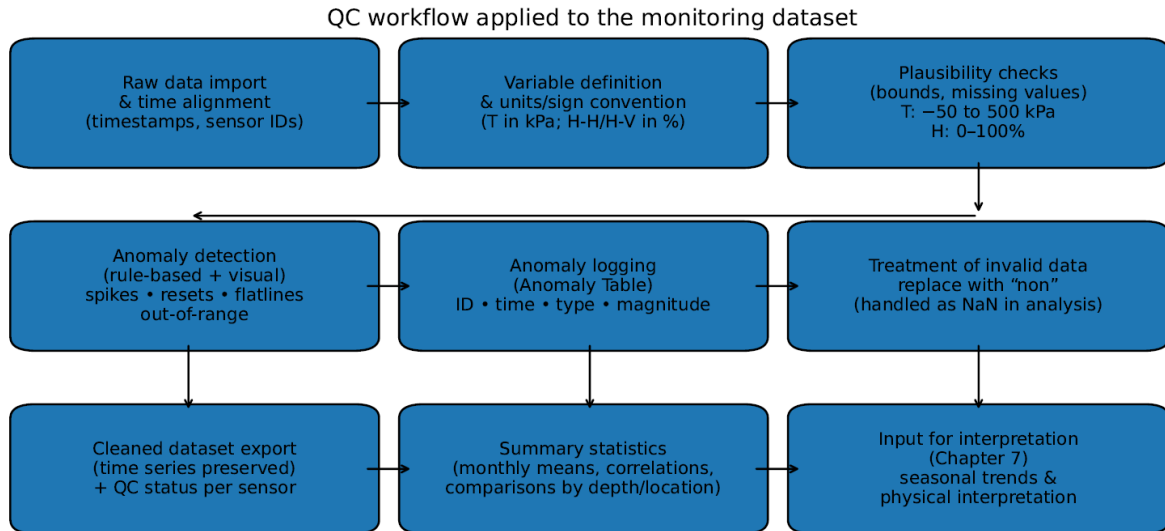 QC workflow applied to the monitoring dataset
Raw data import
& time alignment
(timestamps, sensor IDs)
Variable definition
& units/sign convention
(T in kPa; H-H/H-V in %)
Plausibility checks
(bounds, missing values)
T: −50 to 500 kPa
H: 0–100%
Anomaly detection
(rule-based + visual)
spikes • resets • flatlines
out-of-range
Anomaly logging
(Anomaly Table)
ID • time • type • magnitude
Treatment of invalid data
replace with “non”
(handled as NaN in analysis)
Cleaned dataset export
(time series preserved)
+ QC status per sensor
Summary statistics
(monthly means, correlations,
comparisons by depth/location)
Input for interpretation
(Chapter 7)
seasonal trends &
physical interpretation